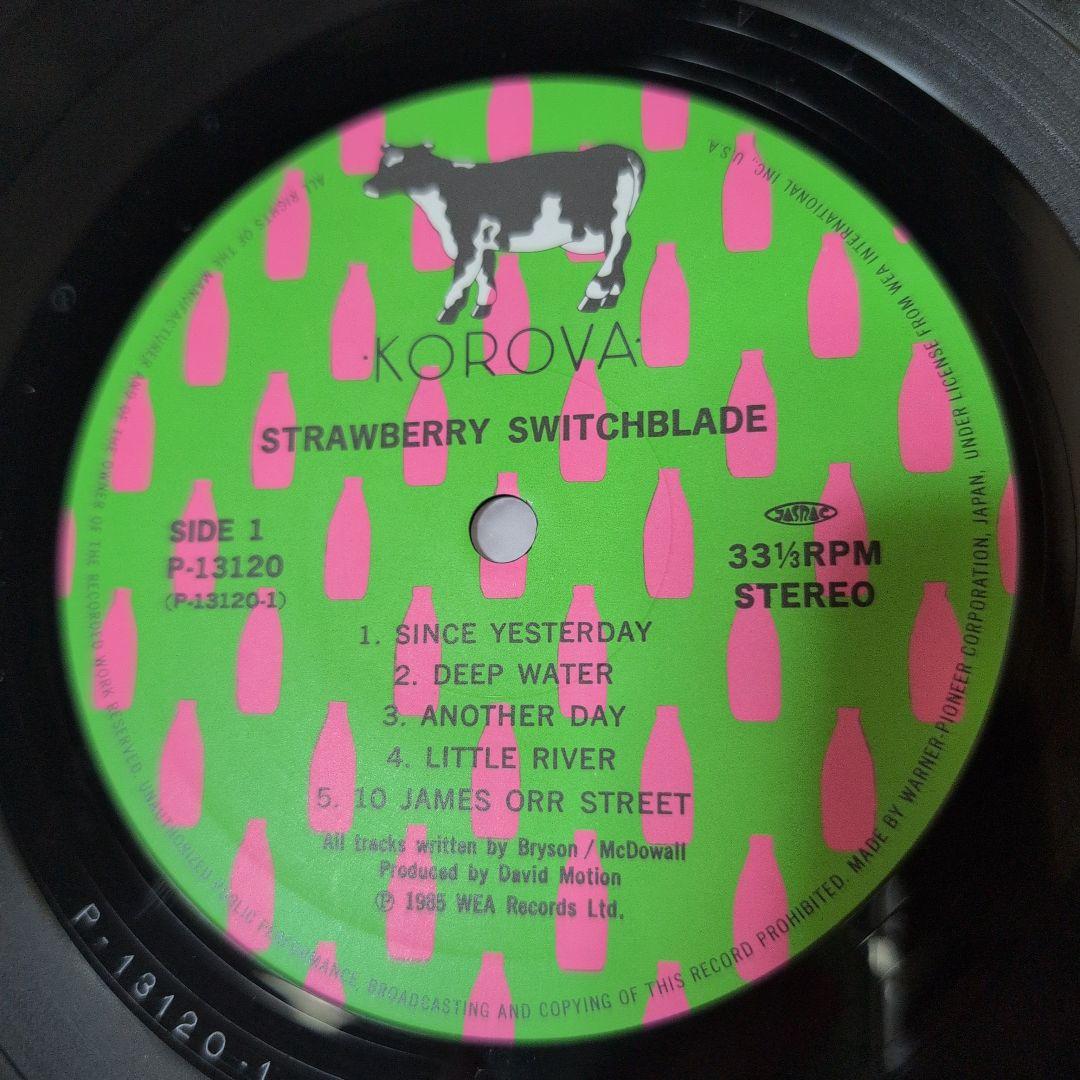 ·KOROVA·
STRAWBERRY SWITCHBLADE
SIDE 1
P-13120
(P-13120-1)
JASRAC
33⅓RPM
STEREO
1. SINCE YESTERDAY
2. DEEP WATER
3. ANOTHER DAY
4. LITTLE RIVER
5. 10 JAMES ORR STREET
All tracks written by Bryson / McDowall
Produced by David Motion
Ⓟ 1985 WEA Records Ltd.
ALL RIGHTS OF THE MANUFACTURER AND OF THE OWNER OF THE RECORDED WORK RESERVED. UNAUTHORIZED PUBLIC PERFORMANCE, BROADCASTING AND COPYING OF THIS RECORD PROHIBITED. MADE BY WARNER-PIONEER CORPORATION, JAPAN, UNDER LICENSE FROM WEA INTERNATIONAL INC., U.S.A
P-13120-1